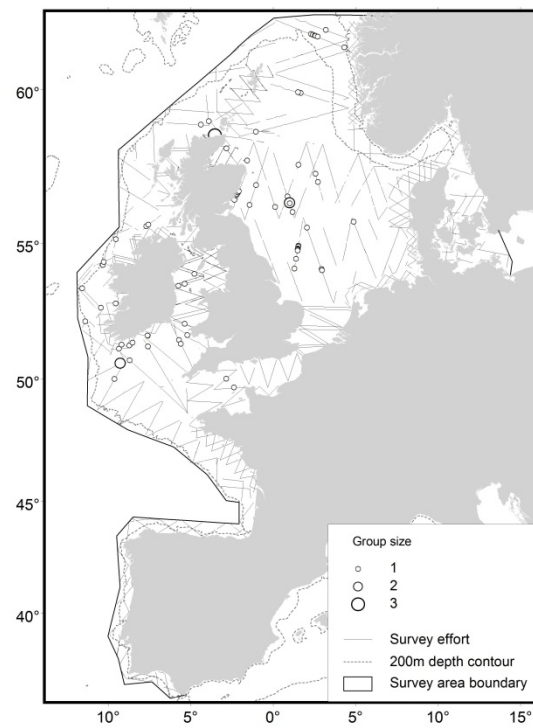 60°
55°
50°
45°
40°
Group size
1
2
3
Survey effort
200m depth contour
Survey area boundary
10° 5° 0° 5° 10° 15°